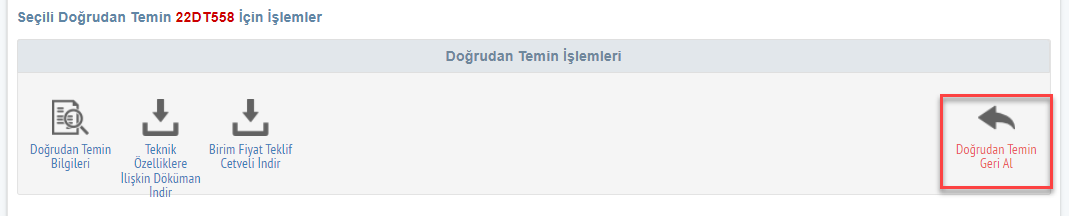 Seçili Doğrudan Temin 22DT558 İçin İşlemler
Doğrudan Temin İşlemleri
Doğrudan Temin
Bilgileri
Teknik
Özelliklere
İlişkin Döküman
İndir
Birim Fiyat Teklif
Cetveli İndir
Doğrudan Temin
Geri Al